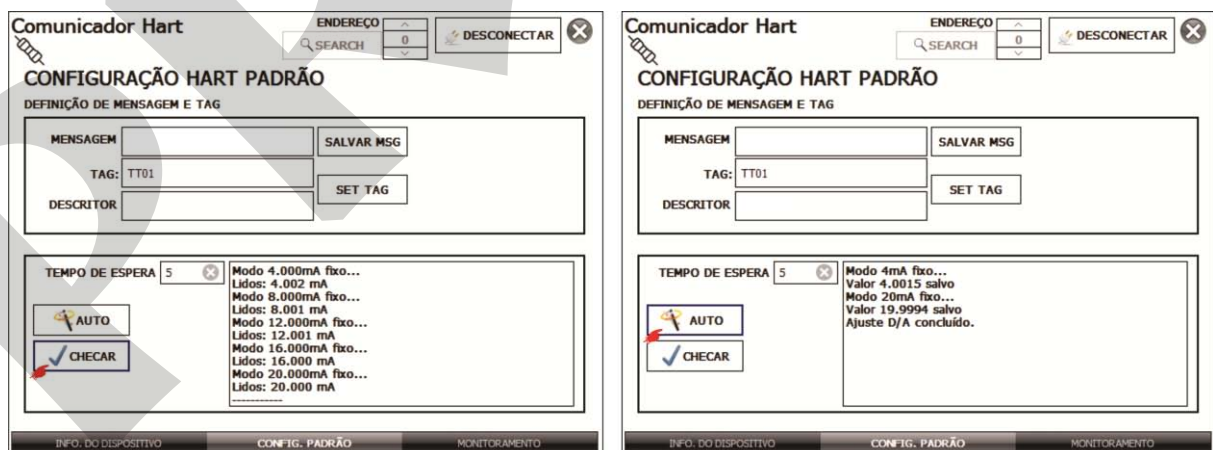 Comunicador Hart
ENDEREÇO
SEARCH
0
DESCONECTAR
CONFIGURAÇÃO HART PADRÃO
DEFINIÇÃO DE MENSAGEM E TAG
MENSAGEM
SALVAR MSG
TAG: TT01
SET TAG
DESCRITOR
TEMPO DE ESPERA 5
AUTO
CHECAR
Modo 4.000mA fixo...
Lidos: 4.002 mA
Modo 8.000mA fixo...
Lidos: 8.001 mA
Modo 12.000mA fixo...
Lidos: 12.001 mA
Modo 16.000mA fixo...
Lidos: 16.000 mA
Modo 20.000mA fixo...
Lidos: 20.000 mA
-----------
INFO. DO DISPOSITIVO CONFIG. PADRÃO MONITORAMENTO
Comunicador Hart
ENDEREÇO
SEARCH
0
DESCONECTAR
CONFIGURAÇÃO HART PADRÃO
DEFINIÇÃO DE MENSAGEM E TAG
MENSAGEM
SALVAR MSG
TAG: TT01
SET TAG
DESCRITOR
TEMPO DE ESPERA 5
AUTO
CHECAR
Modo 4mA fixo...
Valor 4.0015 salvo
Modo 20mA fixo...
Valor 19.9994 salvo
Ajuste D/A concluído.
INFO. DO DISPOSITIVO CONFIG. PADRÃO MONITORAMENTO